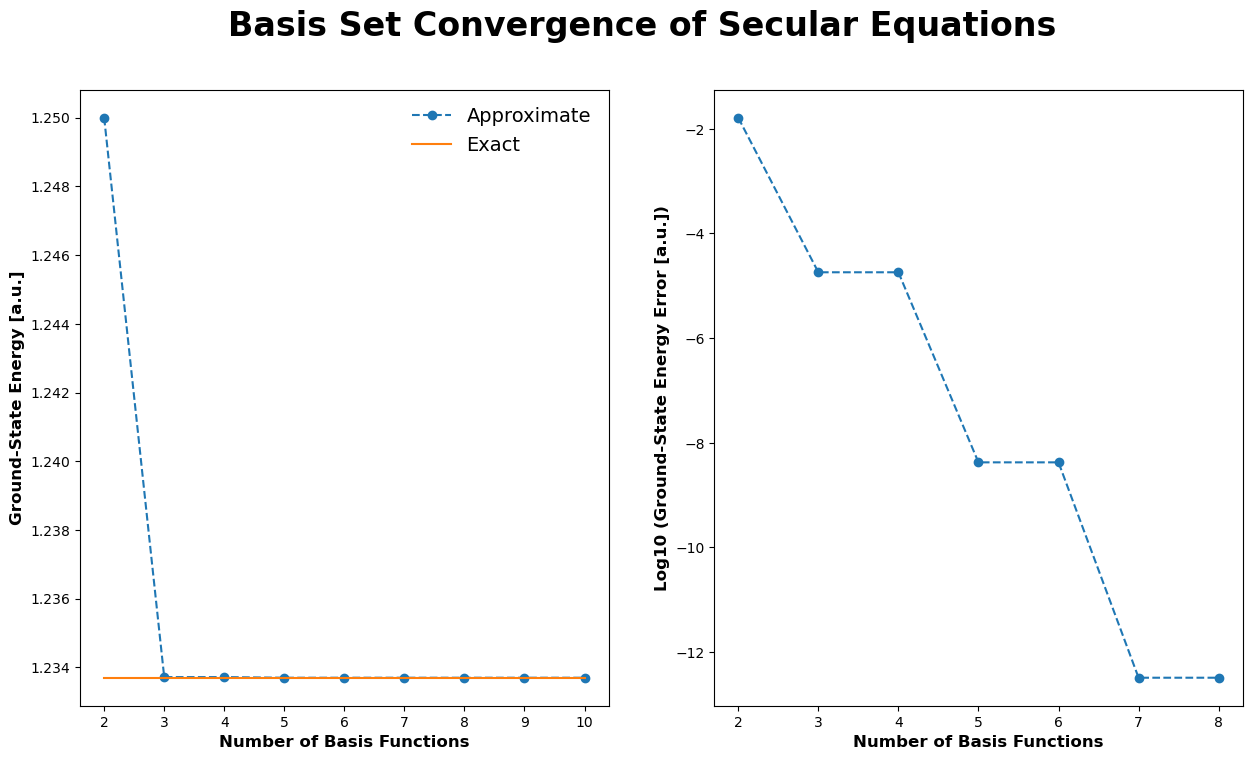 Basis Set Convergence of Secular Equations
Ground-State Energy [a.u.]
1.250
1.248
1.246
1.244
1.242
1.240
1.238
1.236
1.234
Approximate
Exact
2 3 4 5 6 7 8 9 10
Number of Basis Functions
Log10 (Ground-State Energy Error [a.u.])
−2
−4
−6
−8
−10
−12
2 3 4 5 6 7 8
Number of Basis Functions